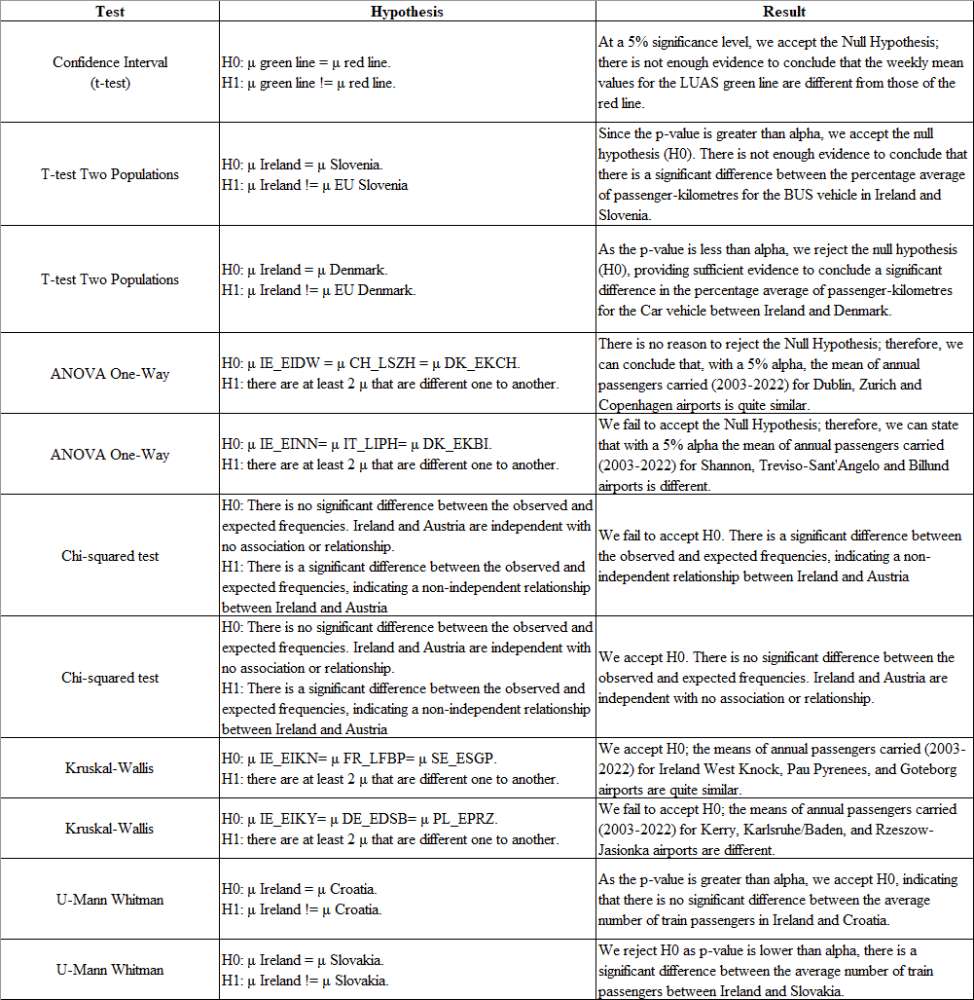 Test Hypothesis Result
Confidence Interval
(t-test)
H0: µ green line = µ red line.
H1: µ green line != µ red line.
At a 5% significance level, we accept the Null Hypothesis;
there is not enough evidence to conclude that the weekly mean
values for the LUAS green line are different from those of the
red line.
T-test Two Populations
H0: µ Ireland = µ Slovenia.
H1: µ Ireland != µ EU Slovenia
Since the p-value is greater than alpha, we accept the null
hypothesis (H0). There is not enough evidence to conclude that
there is a significant difference between the percentage average
of passenger-kilometres for the BUS vehicle in Ireland and
Slovenia.
T-test Two Populations
H0: µ Ireland = µ Denmark.
H1: µ Ireland != µ EU Denmark.
As the p-value is less than alpha, we reject the null hypothesis
(H0), providing sufficient evidence to conclude a significant
difference in the percentage average of passenger-kilometres
for the Car vehicle between Ireland and Denmark.
ANOVA One-Way
H0: µ IE_EIDW = µ CH_LSZH = µ DK_EKCH.
H1: there are at least 2 µ that are different one to another.
There is no reason to reject the Null Hypothesis; therefore, we
can conclude that, with a 5% alpha, the mean of annual
passengers carried (2003-2022) for Dublin, Zurich and
Copenhagen airports is quite similar.
ANOVA One-Way
H0: µ IE_EINN= µ IT_LIPH= µ DK_EKBI.
H1: there are at least 2 µ that are different one to another.
We fail to accept the Null Hypothesis; therefore, we can state
that with a 5% alpha the mean of annual passengers carried
(2003-2022) for Shannon, Treviso-Sant'Angelo and Billund
airports is different.
Chi-squared test
H0: There is no significant difference between the observed and
expected frequencies. Ireland and Austria are independent with
no association or relationship.
H1: There is a significant difference between the observed and
expected frequencies, indicating a non-independent relationship
between Ireland and Austria
We fail to accept H0. There is a significant difference between
the observed and expected frequencies, indicating a non-
independent relationship between Ireland and Austria
Chi-squared test
H0: There is no significant difference between the observed and
expected frequencies. Ireland and Austria are independent with
no association or relationship.
H1: There is a significant difference between the observed and
expected frequencies, indicating a non-independent relationship
between Ireland and Austria
We accept H0. There is no significant difference between the
observed and expected frequencies. Ireland and Austria are
independent with no association or relationship.
Kruskal-Wallis
H0: µ IE_EIKN= µ FR_LFBP= µ SE_ESGP.
H1: there are at least 2 µ that are different one to another.
We accept H0; the means of annual passengers carried (2003-
2022) for Ireland West Knock, Pau Pyrenees, and Goteborg
airports are quite similar.
Kruskal-Wallis
H0: µ IE_EIKY= µ DE_EDSB= µ PL_EPRZ.
H1: there are at least 2 µ that are different one to another.
We fail to accept H0; the means of annual passengers carried
(2003-2022) for Kerry, Karlsruhe/Baden, and Rzeszow-
Jasionka airports are different.
U-Mann Whitman
H0: µ Ireland = µ Croatia.
H1: µ Ireland != µ Croatia.
As the p-value is greater than alpha, we accept H0, indicating
that there is no significant difference between the average
number of train passengers in Ireland and Croatia.
U-Mann Whitman
H0: µ Ireland = µ Slovakia.
H1: µ Ireland != µ Slovakia.
We reject H0 as p-value is lower than alpha, there is a
significant difference between the average number of train
passengers between Ireland and Slovakia.